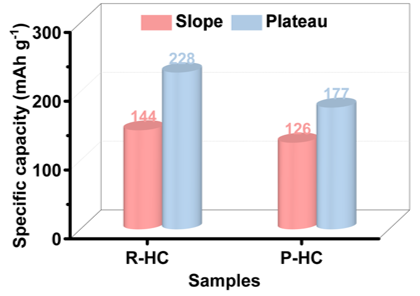 Slope Plateau
Specific capacity (mAh g⁻¹)
300
200
100
0
144
228
126
177
R-HC P-HC
Samples